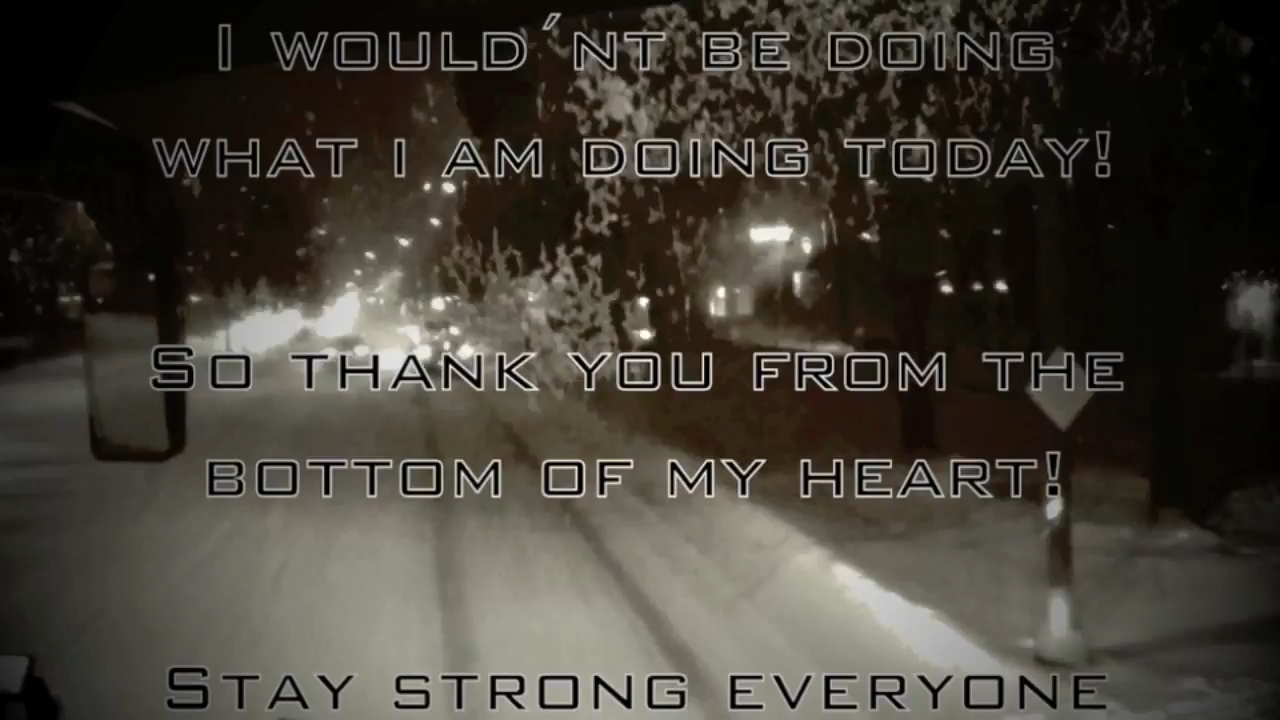 I WOULD´NT BE DOING
WHAT I AM DOING TODAY!
SO THANK YOU FROM THE
BOTTOM OF MY HEART!
STAY STRONG EVERYONE